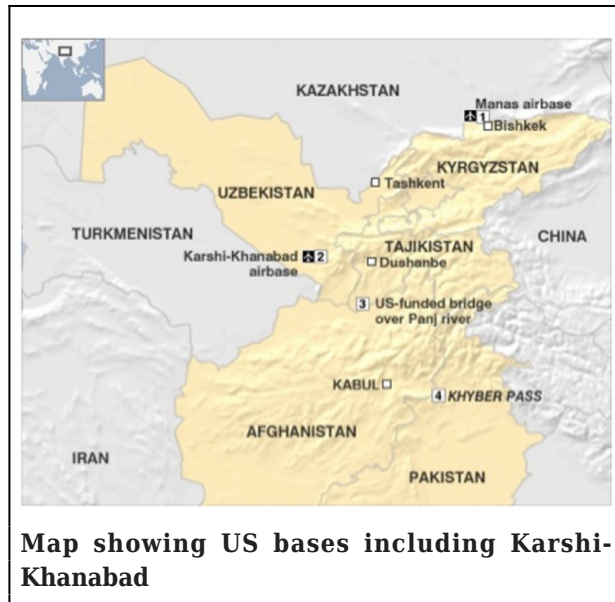 KAZAKHSTAN
Manas airbase
1
Bishkek
KYRGYZSTAN
Tashkent
UZBEKISTAN
TURKMENISTAN
CHINA
TAJIKISTAN
Karshi-Khanabad
airbase
2
Dushanbe
3
US-funded bridge
over Panj river
KABUL
4
KHYBER PASS
AFGHANISTAN
IRAN
PAKISTAN
Map showing US bases including Karshi-
Khanabad